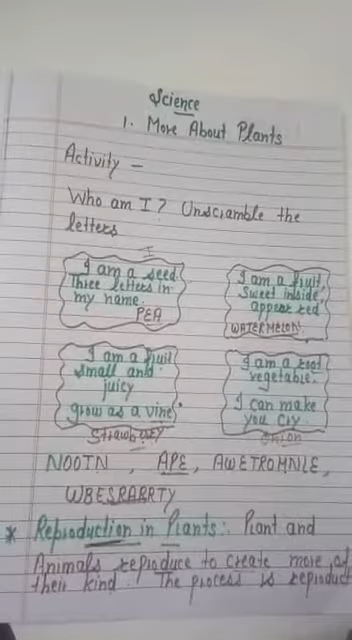 Science
1. More About Plants
Activity -
Who am I? Unscramble the
letters
I am a seed
Three letters in
my name.
PEA
I am a fruit,
Sweet inside,
appear red
WATERMELON
I am a fruit
small and
juicy
grow as a vine
Strawberry
I am a root
vegetable.
I can make
you cry.
Onion
NOOTN, APE, AWETROMNLE,
WBESRARRTY
* Reproduction in Plants:. Plant and
Animals reproduce to create more of
their kind. The process is reproduct